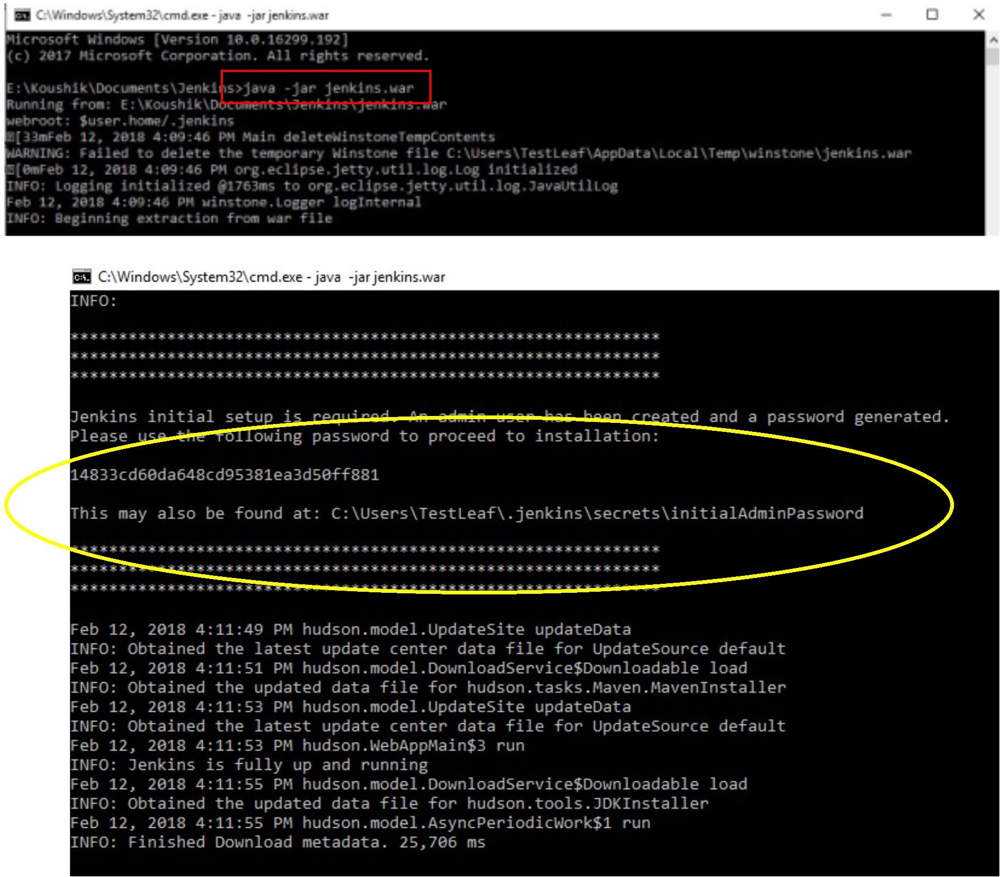 C:\Windows\System32\cmd.exe - java  -jar jenkins.war
Microsoft Windows [Version 10.0.16299.192]
(c) 2017 Microsoft Corporation. All rights reserved.
E:\Koushik\Documents\Jenkins>java -jar jenkins.war
Running from: E:\Koushik\Documents\Jenkins\jenkins.war
webroot: $user.home/.jenkins
[33mFeb 12, 2018 4:09:46 PM Main deleteWinstoneTempContents
WARNING: Failed to delete the temporary Winstone file C:\Users\TestLeaf\AppData\Local\Temp\winstone\jenkins.war
[0mFeb 12, 2018 4:09:46 PM org.eclipse.jetty.util.log.Log initialized
INFO: Logging initialized @1763ms to org.eclipse.jetty.util.log.JavaUtilLog
Feb 12, 2018 4:09:46 PM winstone.Logger logInternal
INFO: Beginning extraction from war file
C:\Windows\System32\cmd.exe - java  -jar jenkins.war
INFO:
*************************************************************
*************************************************************
*************************************************************
Jenkins initial setup is required. An admin user has been created and a password generated.
Please use the following password to proceed to installation:
14833cd60da648cd95381ea3d50ff881
This may also be found at: C:\Users\TestLeaf\.jenkins\secrets\initialAdminPassword
*************************************************************
*************************************************************
*************************************************************
Feb 12, 2018 4:11:49 PM hudson.model.UpdateSite updateData
INFO: Obtained the latest update center data file for UpdateSource default
Feb 12, 2018 4:11:51 PM hudson.model.DownloadService$Downloadable load
INFO: Obtained the updated data file for hudson.tasks.Maven.MavenInstaller
Feb 12, 2018 4:11:53 PM hudson.model.UpdateSite updateData
INFO: Obtained the latest update center data file for UpdateSource default
Feb 12, 2018 4:11:53 PM hudson.WebAppMain$3 run
INFO: Jenkins is fully up and running
Feb 12, 2018 4:11:55 PM hudson.model.DownloadService$Downloadable load
INFO: Obtained the updated data file for hudson.tools.JDKInstaller
Feb 12, 2018 4:11:55 PM hudson.model.AsyncPeriodicWork$1 run
INFO: Finished Download metadata. 25,706 ms